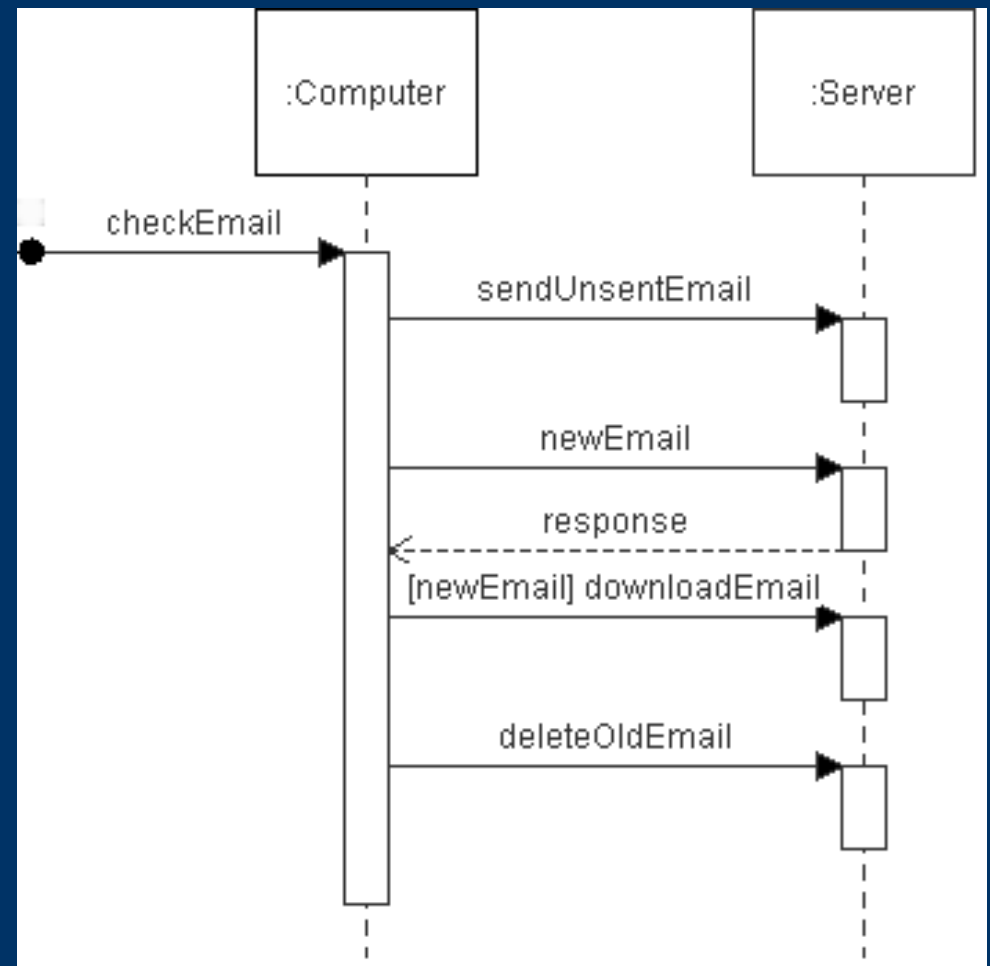 :Computer
:Server
checkEmail
sendUnsentEmail
newEmail
response
[newEmail] downloadEmail
deleteOldEmail